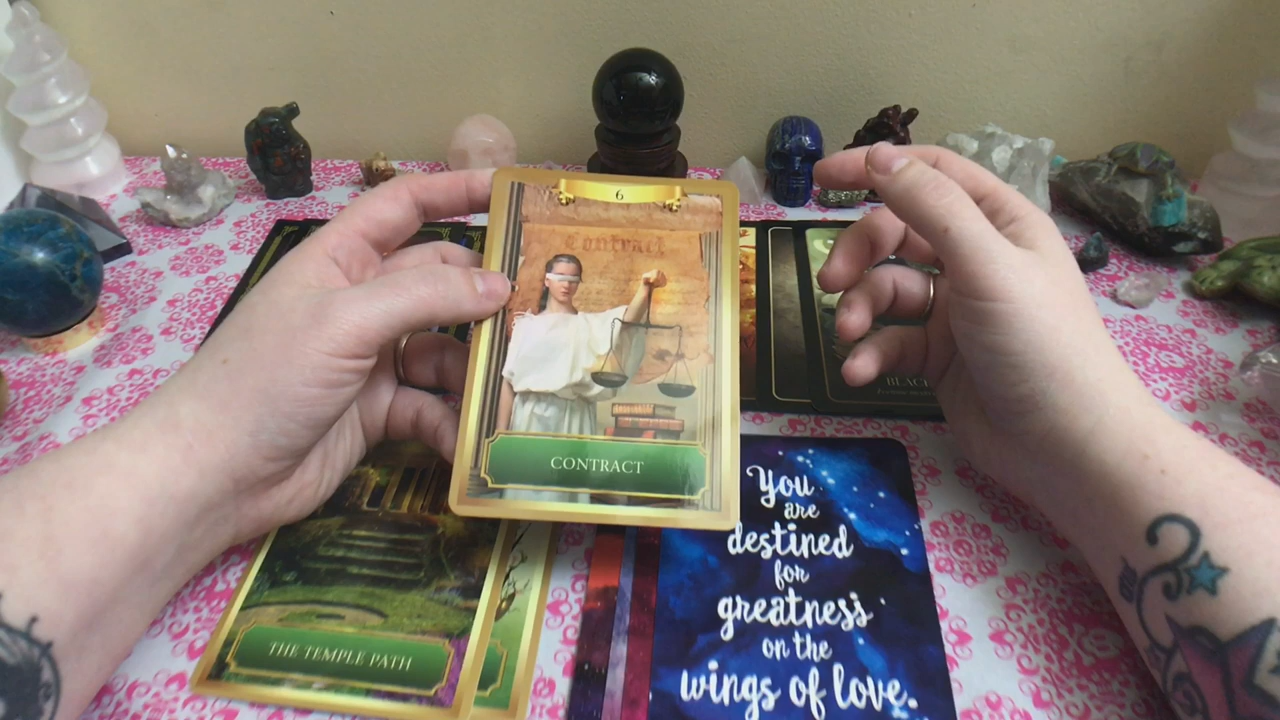 6
Contract
CONTRACT
THE TEMPLE PATH
You
are
destined
for
greatness
on the
wings of love.